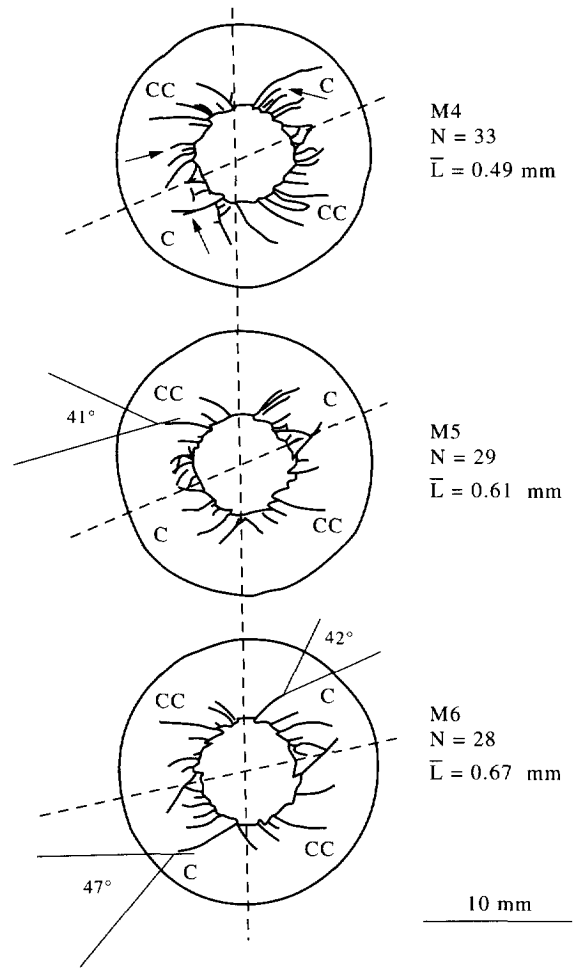 CC
C
C
CC
M4
N = 33
L̅ = 0.49 mm
CC
C
41°
C
CC
M5
N = 29
L̅ = 0.61 mm
42°
CC
C
C
CC
47°
M6
N = 28
L̅ = 0.67 mm
10 mm